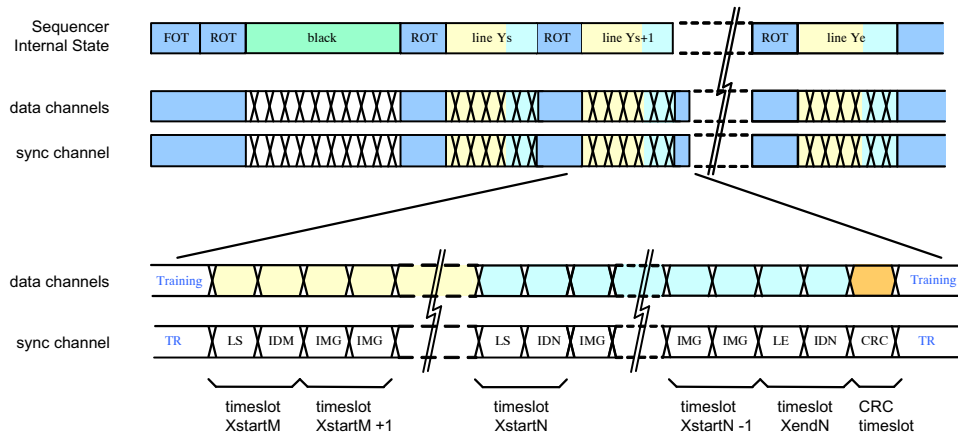 Sequencer
Internal State
FOT ROT black ROT line Ys ROT line Ys+1 ROT line Ye
data channels
sync channel
data channels
Training Training
sync channel
TR LS IDM IMG IMG LS IDN IMG IMG IMG LE IDN CRC TR
timeslot timeslot timeslot timeslot timeslot CRC
XstartM XstartM +1 XstartN XstartN -1 XendN timeslot